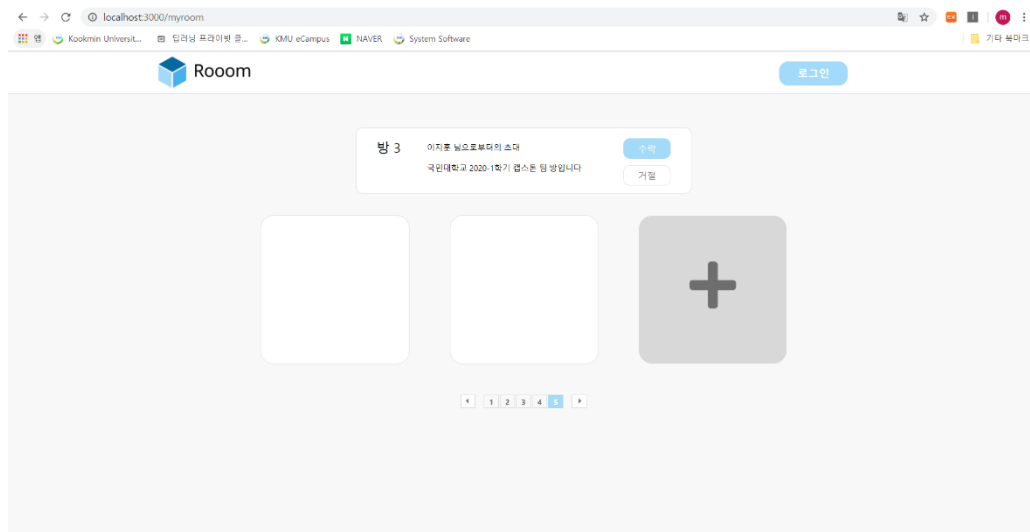 localhost:3000/myroom
앱 Kookmin Universit... 딥러닝 프라이빗 클... KMU eCampus NAVER System Software 기타 북마크
Rooom 로그인
방 3 이지훈 님으로부터의 초대 수락
국민대학교 2020-1학기 캡스톤 팀 방입니다
거절
1 2 3 4 5